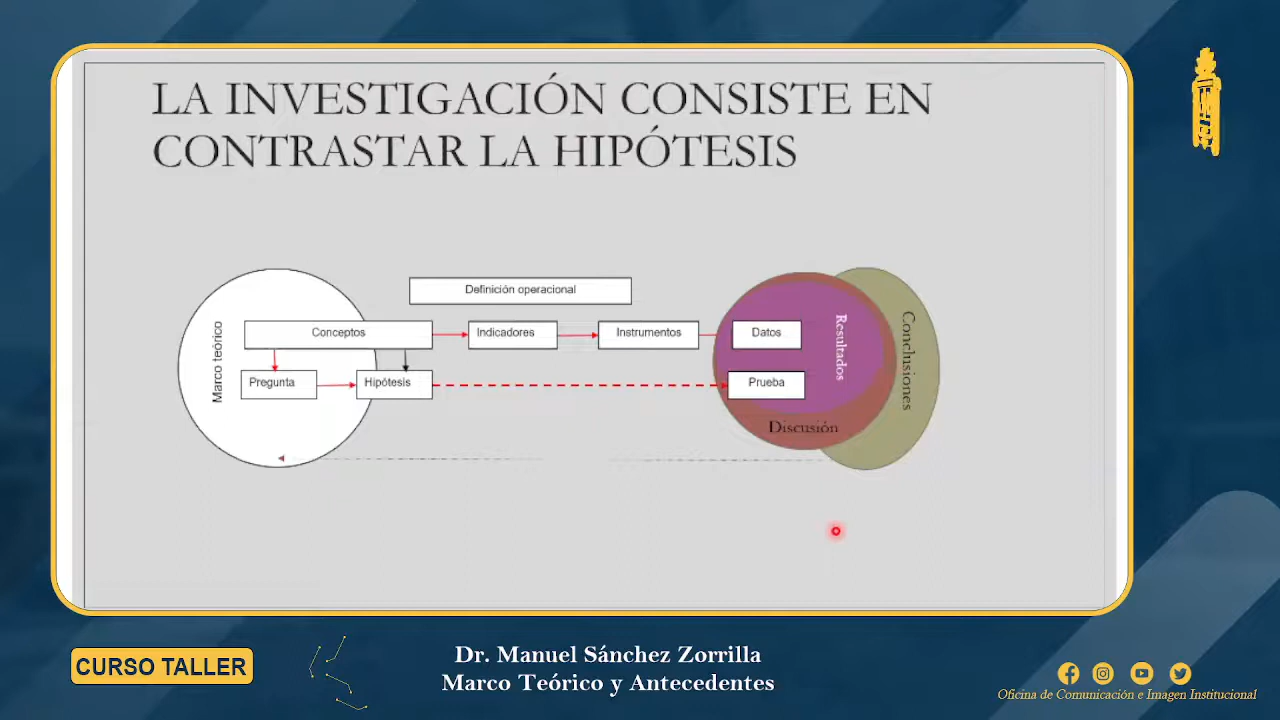 LA INVESTIGACIÓN CONSISTE EN
CONTRASTAR LA HIPÓTESIS
Definición operacional
Marco teórico
Conceptos
Indicadores
Instrumentos
Datos
Pregunta
Hipótesis
Prueba
Resultados
Discusión
Conclusiones
CURSO TALLER
Dr. Manuel Sánchez Zorrilla
Marco Teórico y Antecedentes
Oficina de Comunicación e Imagen Institucional